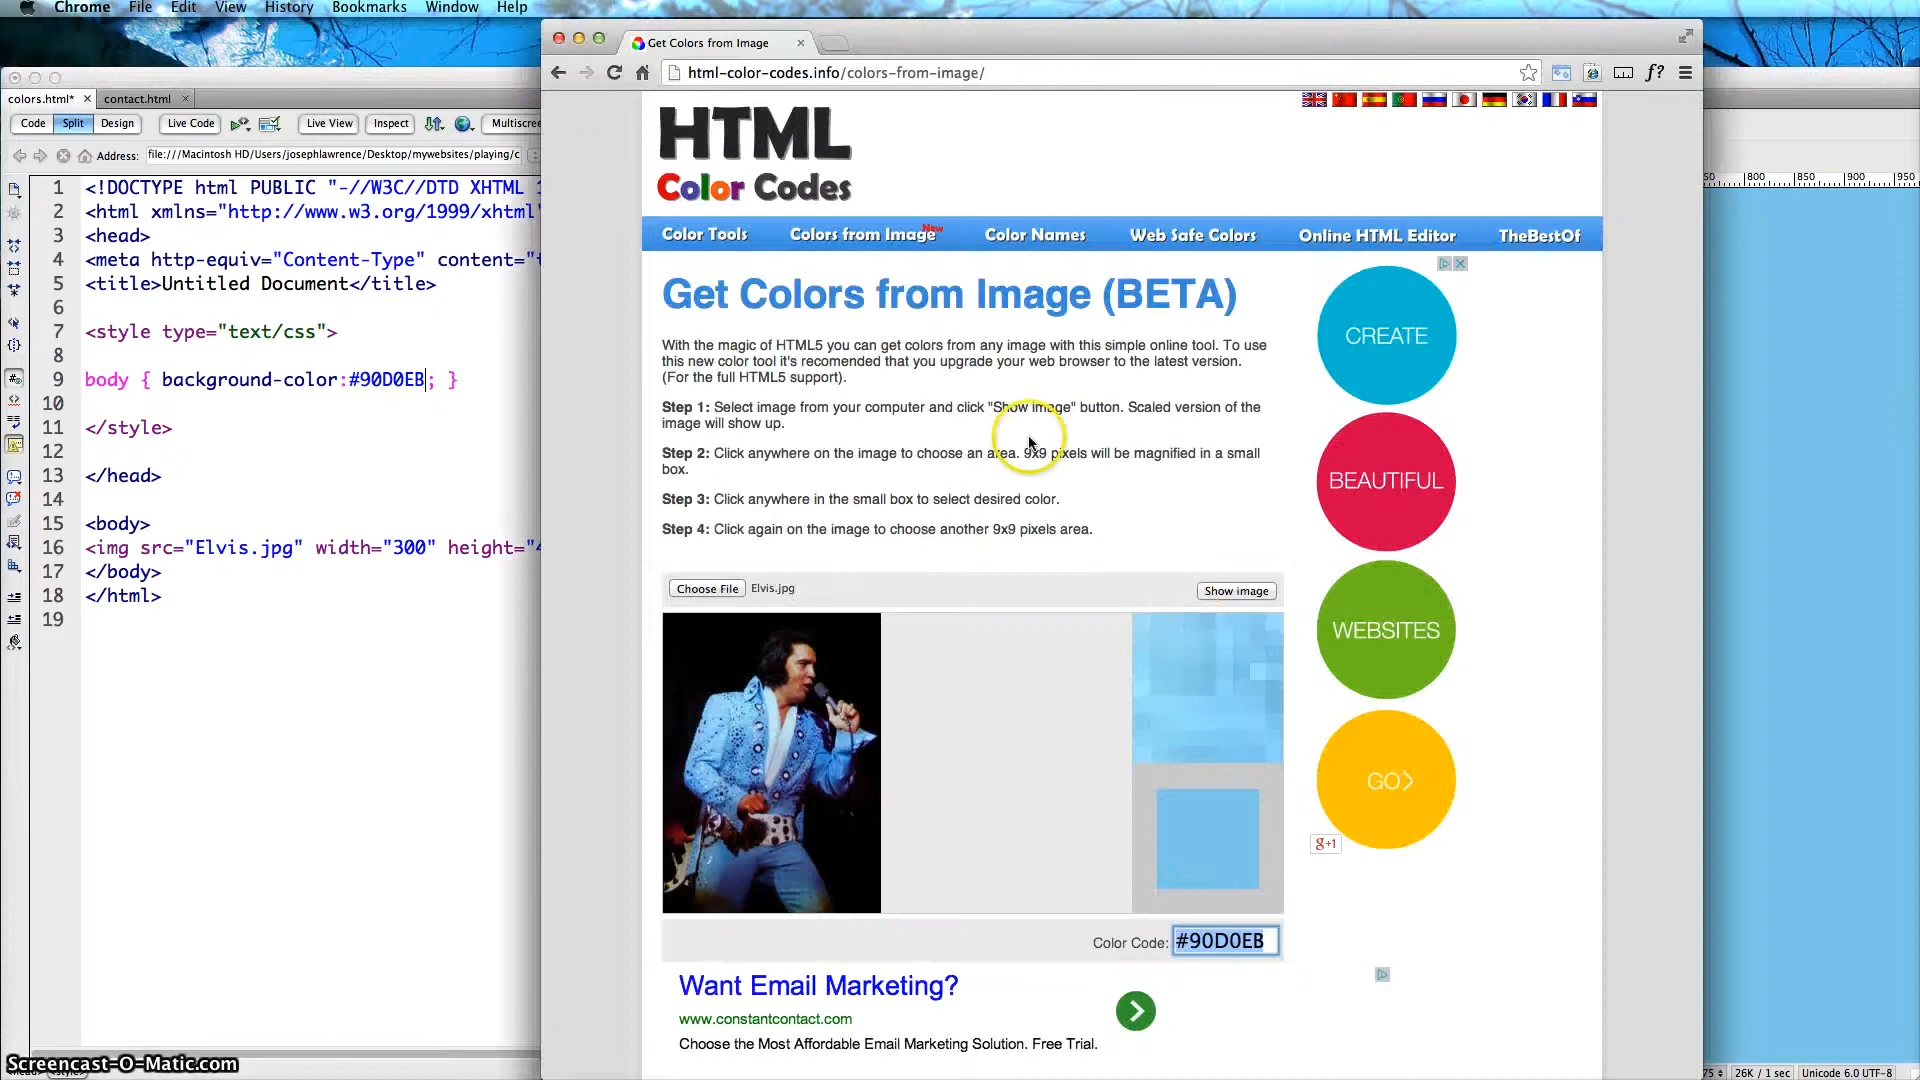 Chrome File Edit View History Bookmarks Window Help
Get Colors from Image
html-color-codes.info/colors-from-image/
colors.html* contact.html
Code Split Design Live Code Live View Inspect Multiscree
Address: file:///Macintosh HD/Users/josephlawrence/Desktop/mywebsites/playing/c
1 <!DOCTYPE html PUBLIC "-//W3C//DTD XHTML 1
2 <html xmlns="http://www.w3.org/1999/xhtml"
3 <head>
4 <meta http-equiv="Content-Type" content="t
5 <title>Untitled Document</title>
6
7 <style type="text/css">
8
9 body { background-color:#90D0EB; }
10
11 </style>
12
13 </head>
14
15 <body>
16 <img src="Elvis.jpg" width="300" height="4
17 </body>
18 </html>
19
Screencast-O-Matic.com
HTML
Color Codes
Color Tools Colors from Image New Color Names Web Safe Colors Online HTML Editor TheBestOf
Get Colors from Image (BETA)
With the magic of HTML5 you can get colors from any image with this simple online tool. To use
this new color tool it's recomended that you upgrade your web browser to the latest version.
(For the full HTML5 support).
Step 1: Select image from your computer and click "Show image" button. Scaled version of the
image will show up.
Step 2: Click anywhere on the image to choose an area. 9x9 pixels will be magnified in a small
box.
Step 3: Click anywhere in the small box to select desired color.
Step 4: Click again on the image to choose another 9x9 pixels area.
Choose File Elvis.jpg Show image
Color Code: #90D0EB
Want Email Marketing?
www.constantcontact.com
Choose the Most Affordable Email Marketing Solution. Free Trial.
CREATE
BEAUTIFUL
WEBSITES
GO>
g+1
50 800 850 900 950
26K / 1 sec Unicode 6.0 UTF-8